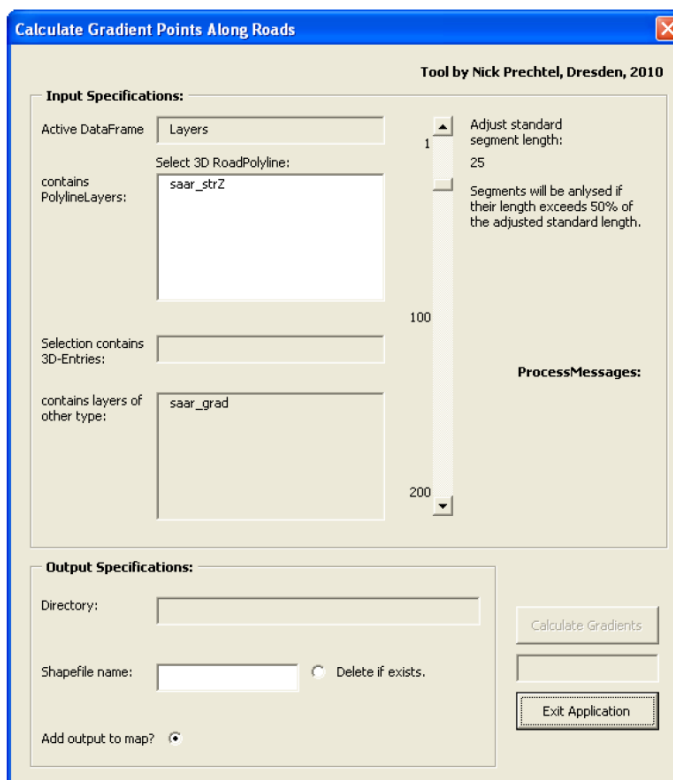 Calculate Gradient Points Along Roads
Tool by Nick Prechtel, Dresden, 2010
Input Specifications:
Active DataFrame
Layers
Select 3D RoadPolyline:
contains
PolylineLayers:
saar_strZ
1
100
200
Adjust standard
segment length:
25
Segments will be anlysed if
their length exceeds 50% of
the adjusted standard length.
Selection contains
3D-Entries:
ProcessMessages:
contains layers of
other type:
saar_grad
Output Specifications:
Directory:
Shapefile name:
Delete if exists.
Add output to map?
Calculate Gradients
Exit Application